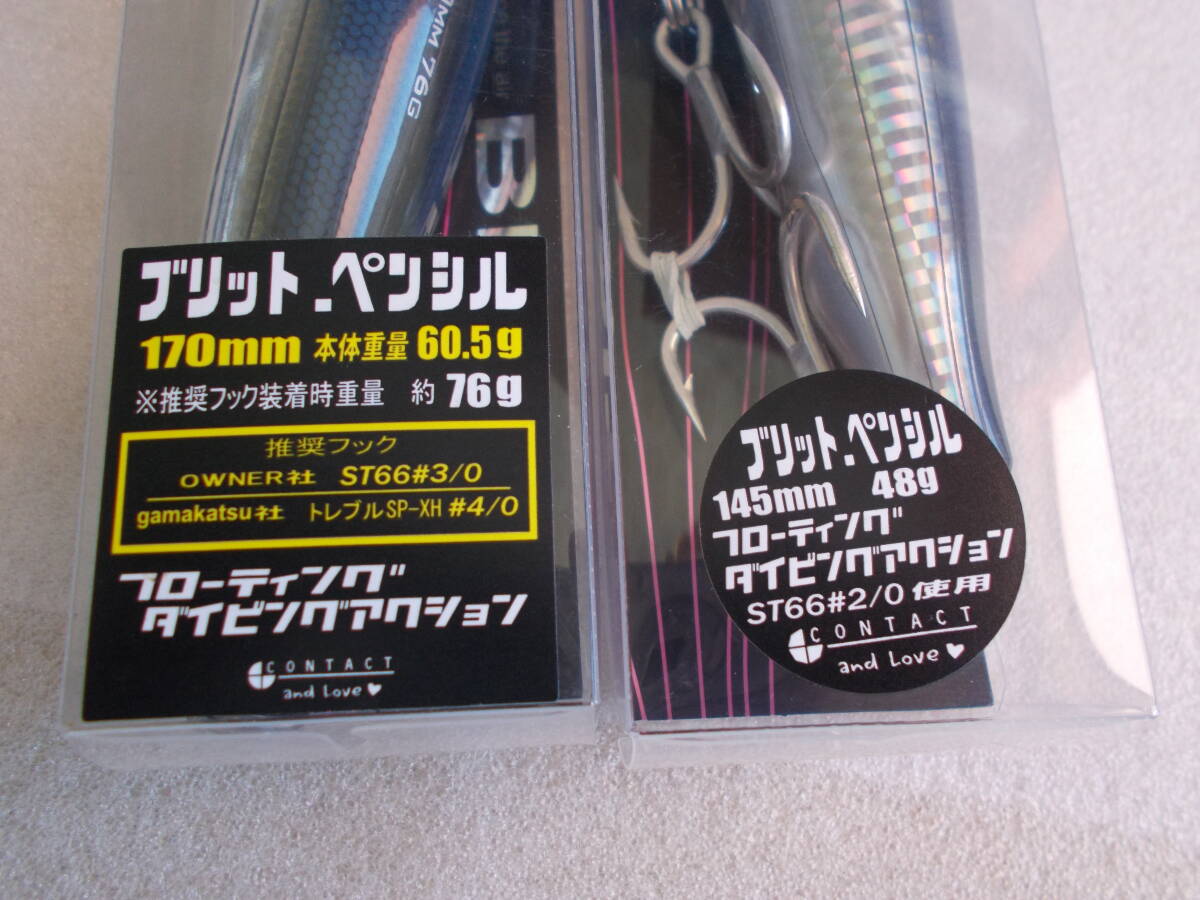 MM 76G
ブリット.ペンシル
170mm 本体重量 60.5g
※推奨フック装着時重量 約 76g
推奨フック
OWNER社 ST66#3/0
gamakatsu社 トレブルSP-XH #4/0
フローティング
ダイビングアクション
CONTACT
and Love
ブリット.ペンシル
145mm 48g
フローティング
ダイビングアクション
ST66#2/0 使用
CONTACT
and Love